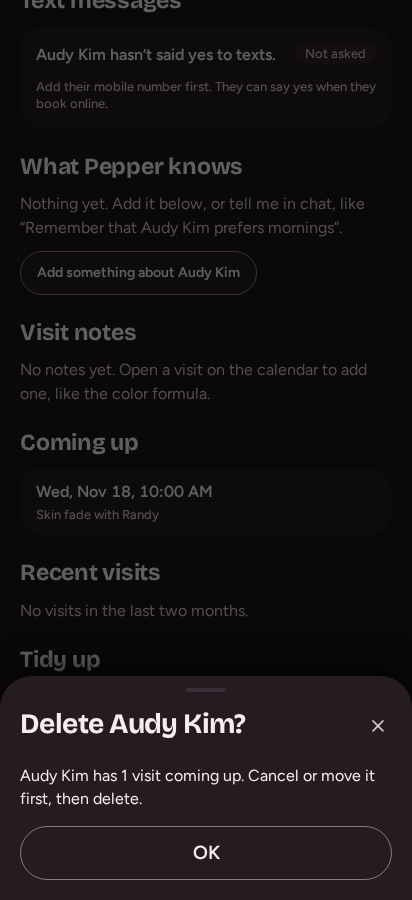 Text messages
Audy Kim hasn’t said yes to texts.
Not asked
Add their mobile number first. They can say yes when they
book online.
What Pepper knows
Nothing yet. Add it below, or tell me in chat, like
“Remember that Audy Kim prefers mornings”.
Add something about Audy Kim
Visit notes
No notes yet. Open a visit on the calendar to add
one, like the color formula.
Coming up
Wed, Nov 18, 10:00 AM
Skin fade with Randy
Recent visits
No visits in the last two months.
Tidy up
Delete Audy Kim?
Audy Kim has 1 visit coming up. Cancel or move it
first, then delete.
OK